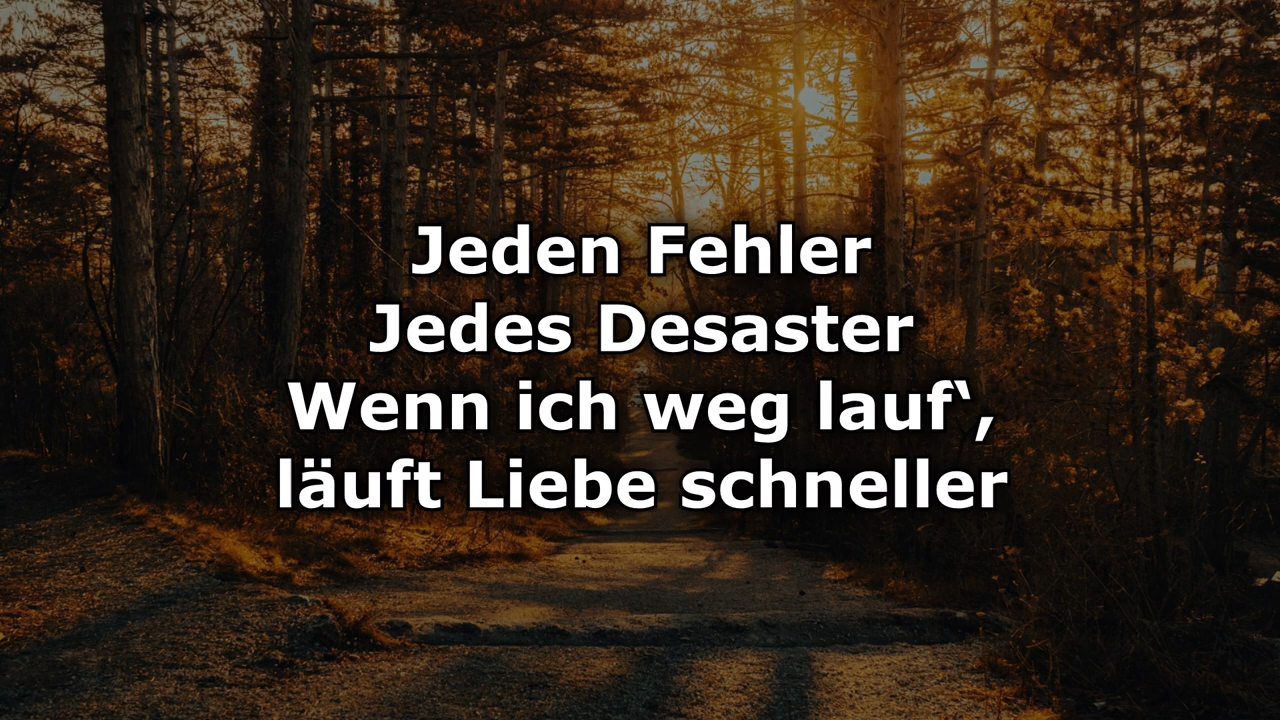 Jeden Fehler
Jedes Desaster
Wenn ich weg lauf‛,
läuft Liebe schneller